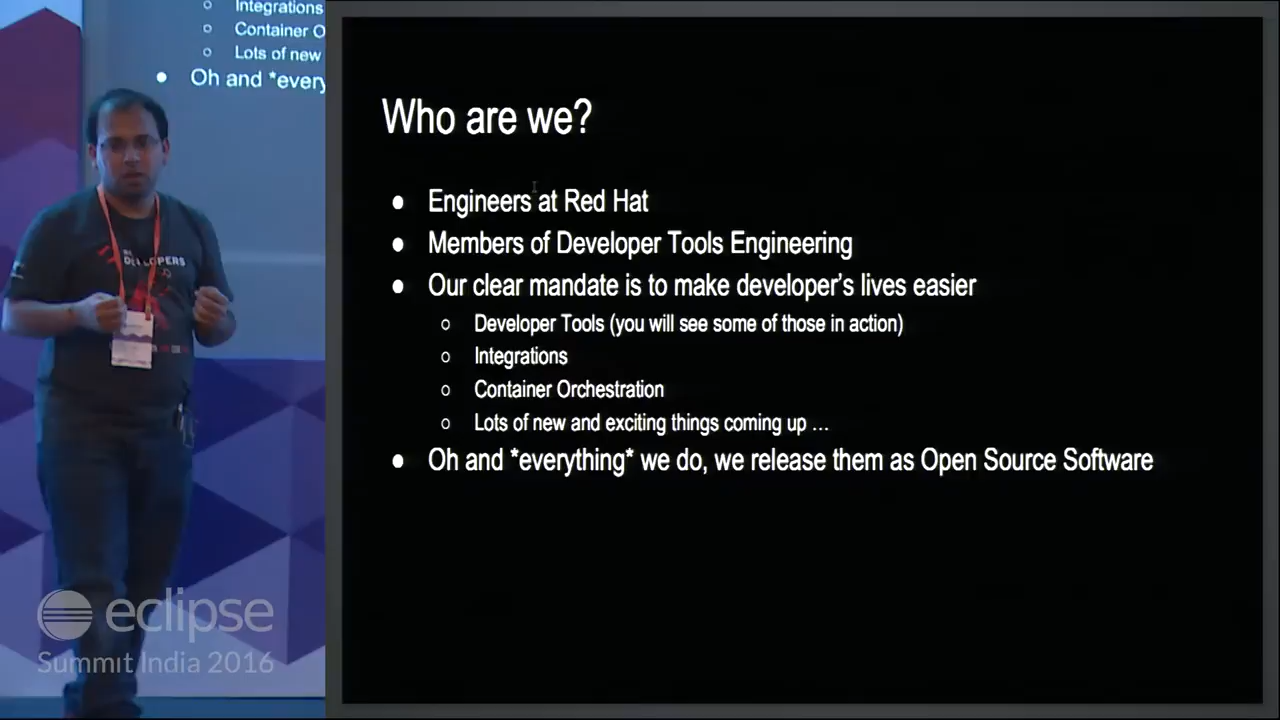 Integrations
Container O
Lots of new
Oh and *every
DEVELOPERS
eclipse
Summit India 2016
Who are we?
Engineers at Red Hat
Members of Developer Tools Engineering
Our clear mandate is to make developer's lives easier
Developer Tools (you will see some of those in action)
Integrations
Container Orchestration
Lots of new and exciting things coming up ...
Oh and *everything* we do, we release them as Open Source Software